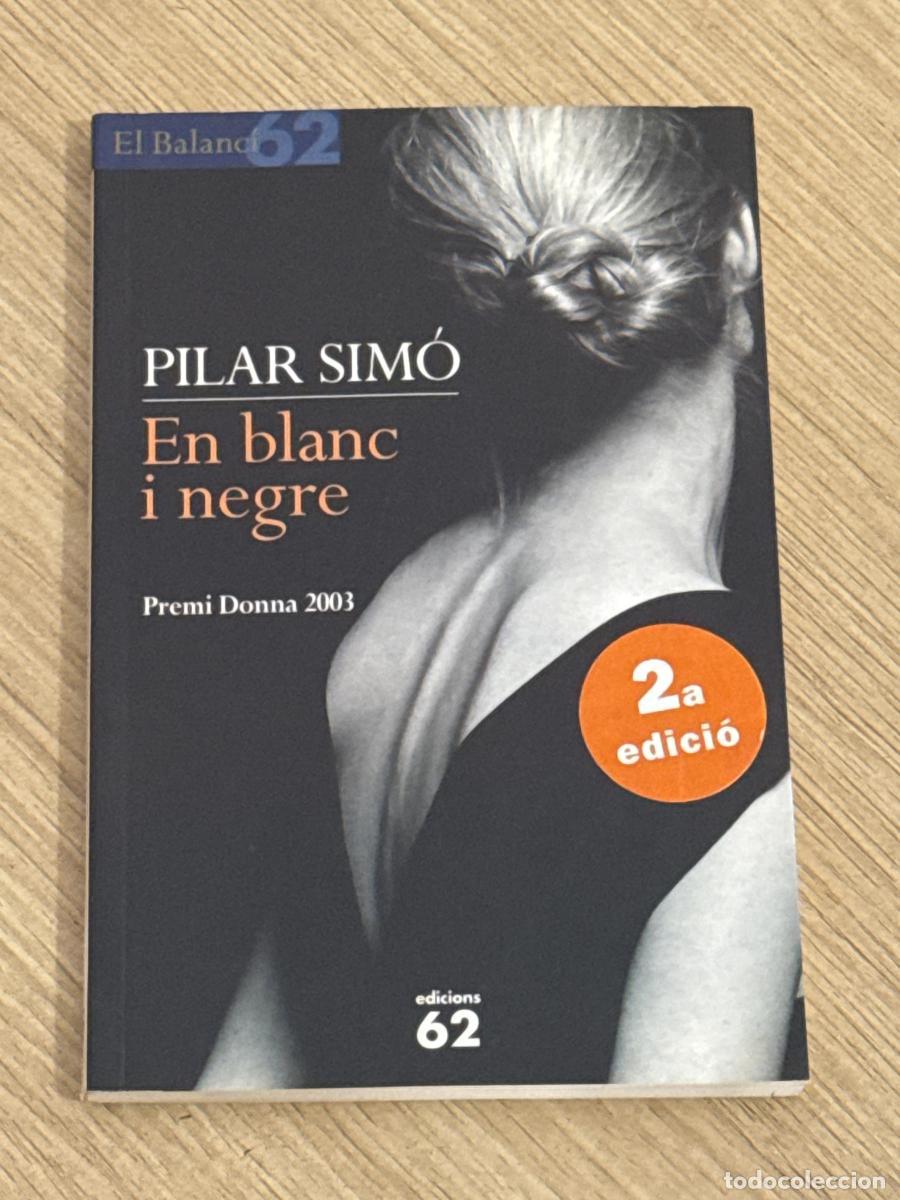 El Balancí 62
PILAR SIMÓ
En blanc
i negre
Premi Donna 2003
2a
edició
edicions
62
todocoleccion